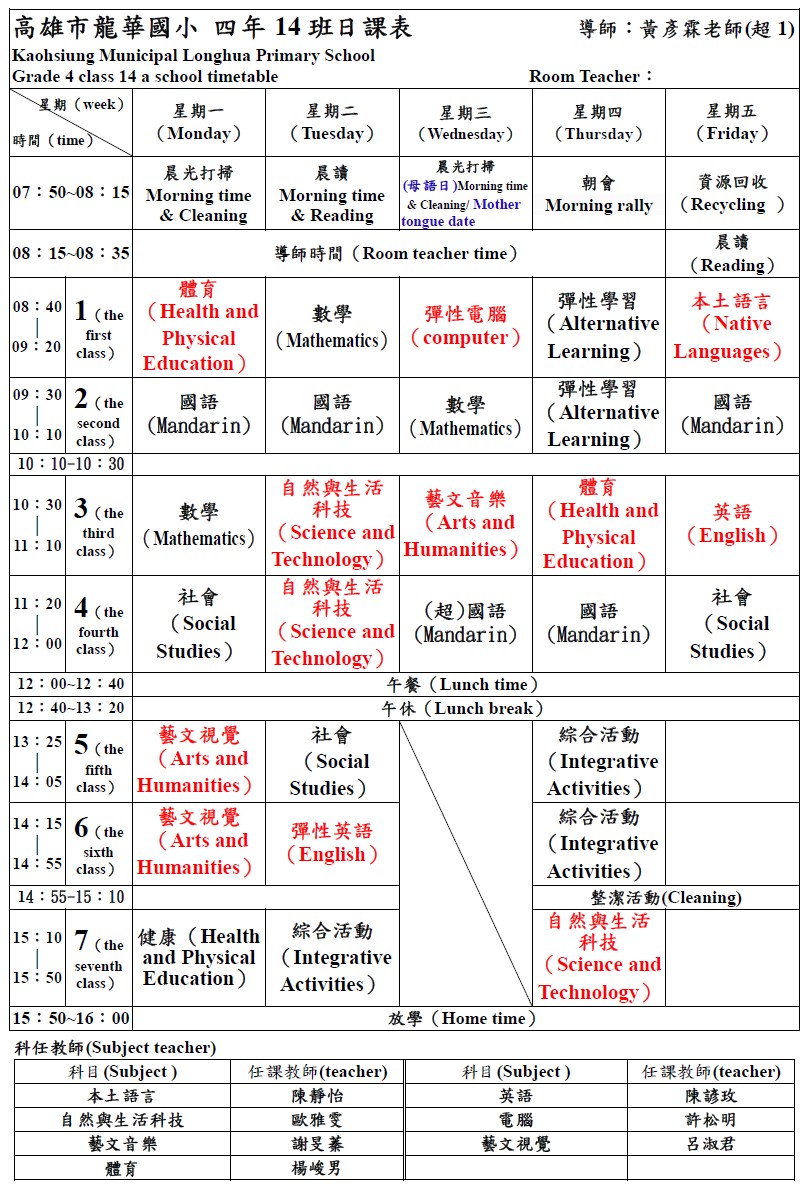 高雄市龍華國小 四年14班日課表 導師：黃彥霖老師(超1)
Kaohsiung Municipal Longhua Primary School
Grade 4 class 14 a school timetable Room Teacher：
星期（week）
時間（time）
星期一
（Monday）
星期二
（Tuesday）
星期三
（Wednesday）
星期四
（Thursday）
星期五
（Friday）
07：50~08：15
晨光打掃
Morning time
& Cleaning
晨讀
Morning time
& Reading
晨光打掃
(母語日)Morning time
& Cleaning/ Mother
tongue date
朝會
Morning rally
資源回收
（Recycling ）
08：15~08：35
導師時間（Room teacher time）
晨讀
（Reading）
08：40
|
09：20
1（the
first
class）
體育
（Health and
Physical
Education）
數學
（Mathematics）
彈性電腦
（computer）
彈性學習
（Alternative
Learning）
本土語言
（Native
Languages）
09：30
|
10：10
2（the
second
class）
國語
（Mandarin）
國語
（Mandarin）
數學
（Mathematics）
彈性學習
（Alternative
Learning）
國語
（Mandarin）
10：10-10：30
10：30
|
11：10
3（the
third
class）
數學
（Mathematics）
自然與生活
科技
（Science and
Technology）
藝文音樂
（Arts and
Humanities）
體育
（Health and
Physical
Education）
英語
（English）
11：20
|
12：00
4（the
fourth
class）
社會
（Social
Studies）
自然與生活
科技
（Science and
Technology）
(超)國語
（Mandarin）
國語
（Mandarin）
社會
（Social
Studies）
12：00~12：40
午餐（Lunch time）
12：40~13：20
午休（Lunch break）
13：25
|
14：05
5（the
fifth
class）
藝文視覺
（Arts and
Humanities）
社會
（Social
Studies）
綜合活動
（Integrative
Activities）
14：15
|
14：55
6（the
sixth
class）
藝文視覺
（Arts and
Humanities）
彈性英語
（English）
綜合活動
（Integrative
Activities）
14：55-15：10
整潔活動(Cleaning)
15：10
|
15：50
7（the
seventh
class）
健康（Health
and Physical
Education）
綜合活動
（Integrative
Activities）
自然與生活
科技
（Science and
Technology）
15：50~16：00
放學（Home time）
科任教師(Subject teacher)
科目(Subject ) 任課教師(teacher) 科目(Subject ) 任課教師(teacher)
本土語言 陳靜怡 英語 陳諺玫
自然與生活科技 歐雅雯 電腦 許松明
藝文音樂 謝旻蓁 藝文視覺 呂淑君
體育 楊峻男